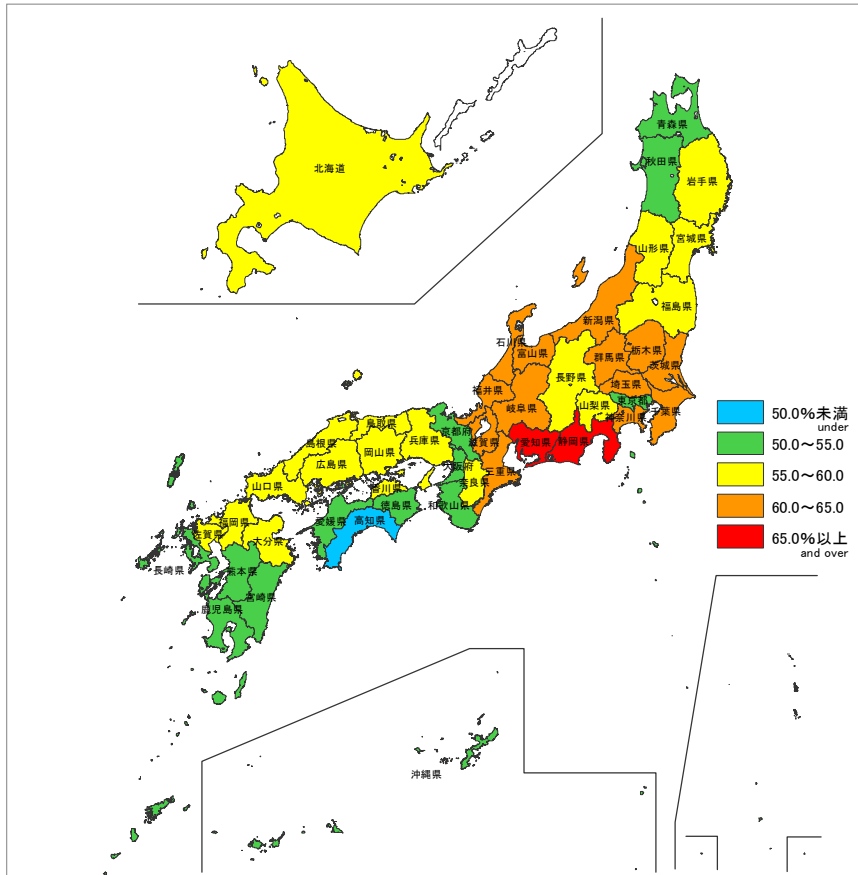 北海道
青森県
秋田県
岩手県
山形県
宮城県
福島県
新潟県
石川県
富山県
群馬県
栃木県
茨城県
長野県
福井県
岐阜県
埼玉県
東京都
山梨県
神奈川県
千葉県
鳥取県
島根県
岡山県
兵庫県
京都府
滋賀県
愛知県
静岡県
広島県
大阪府
三重県
奈良県
山口県
香川県
徳島県
和歌山県
愛媛県
高知県
福岡県
佐賀県
大分県
長崎県
熊本県
宮崎県
鹿児島県
沖縄県
50.0%未満
under
50.0～55.0
55.0～60.0
60.0～65.0
65.0%以上
and over